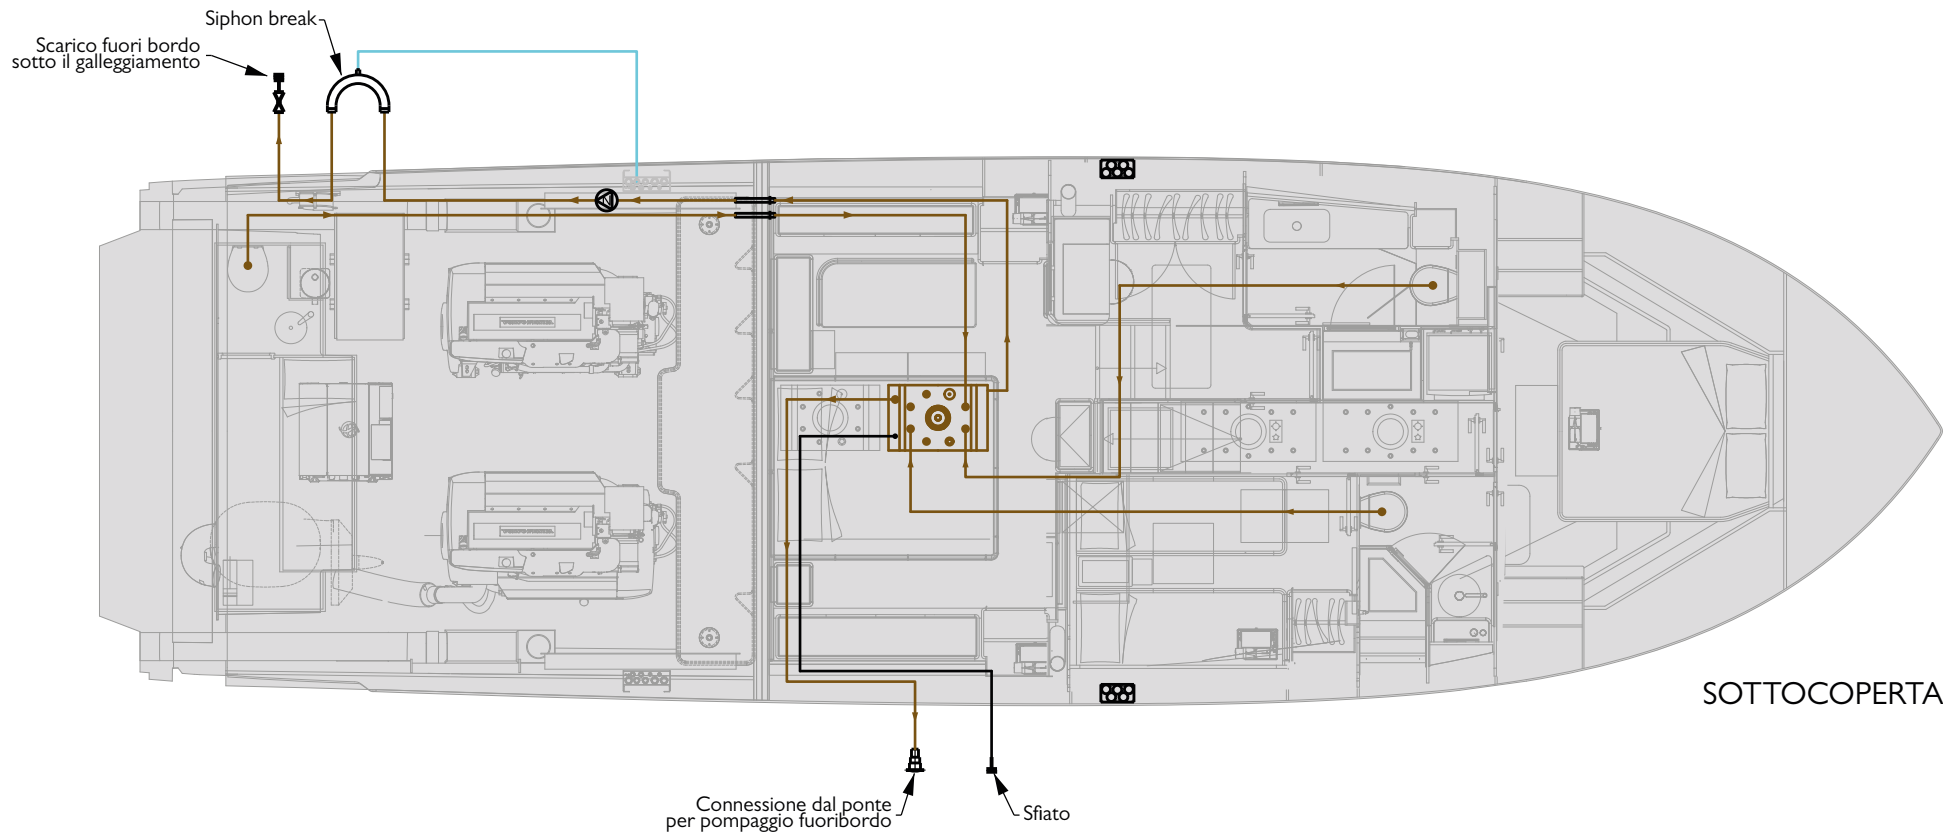 Siphon break
Scarico fuori bordo
sotto il galleggiamento
SOTTOCOPERTA
Connessione dal ponte
per pompaggio fuoribordo
Sfiato